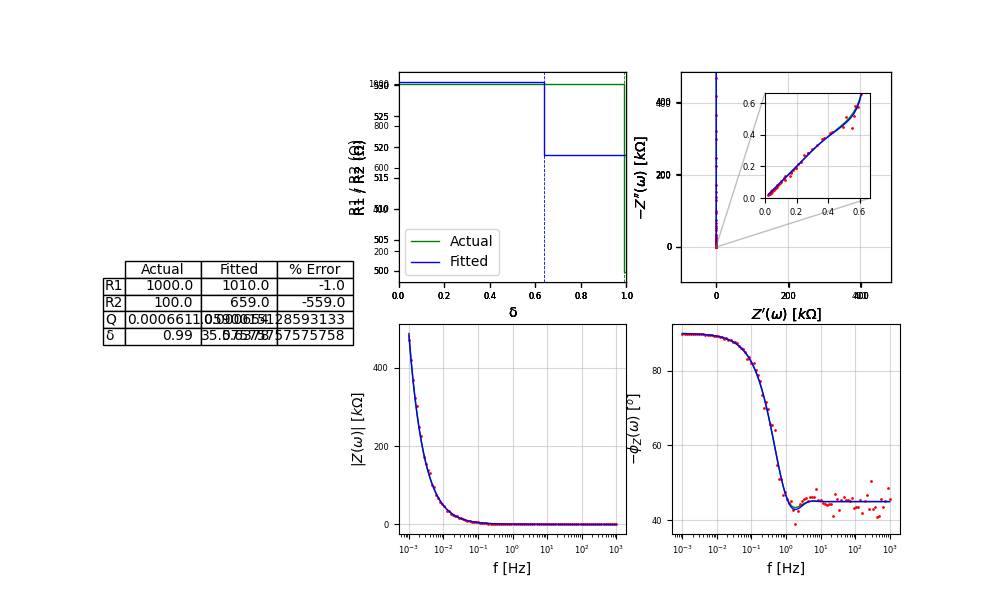 Actual Fitted % Error
R1 1000.0 1010.0 -1.0
R2 100.0 659.0 -559.0
Q
δ 0.99
R1 / R2 (Ω)
1000
530
525
800
520
600
515
510
505
200
500
Actual
Fitted
0.0 0.2 0.4 0.6 0.8 1.0
δ
−Z''(ω) [kΩ]
400
200
0
0.6
0.4
0.2
0.0
0.0 0.2 0.4 0.6
0 200 400
Z'(ω) [kΩ]
|Z(ω)| [kΩ]
400
200
0
10⁻³ 10⁻² 10⁻¹ 10⁰ 10¹ 10² 10³
f [Hz]
−ϕZ(ω) [°]
80
60
40
10⁻³ 10⁻² 10⁻¹ 10⁰ 10¹ 10² 10³
f [Hz]